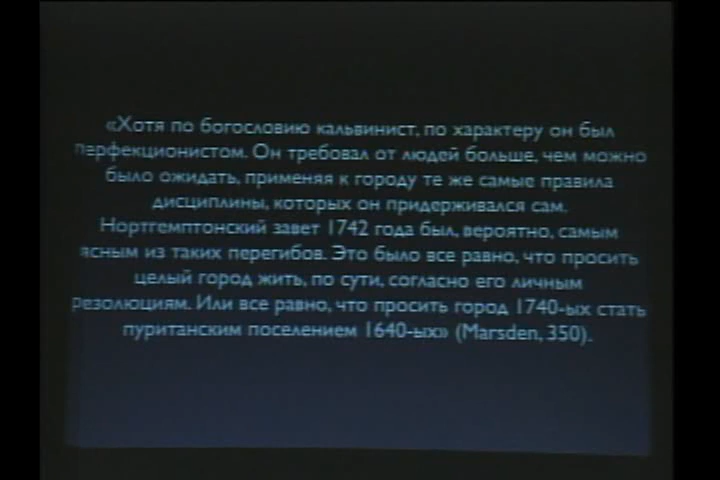 «Хотя по богословию кальвинист, по характеру он был
перфекционистом. Он требовал от людей больше, чем можно
было ожидать, применяя к городу те же самые правила
дисциплины, которых он придерживался сам.
Нортгемптонский завет 1742 года был, вероятно, самым
ясным из таких перегибов. Это было все равно, что просить
целый город жить, по сути, согласно его личным
резолюциям. Или все равно, что просить город 1740-ых стать
пуританским поселением 1640-ых» (Marsden, 350).